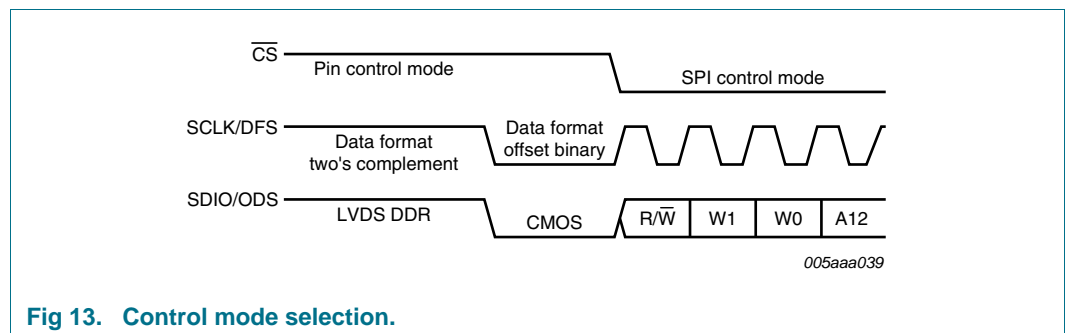 C̅S̅
Pin control mode
SPI control mode
SCLK/DFS
Data format
two's complement
Data format
offset binary
SDIO/ODS
LVDS DDR
CMOS
R/W̅
W1
W0
A12
005aaa039
Fig 13. Control mode selection.